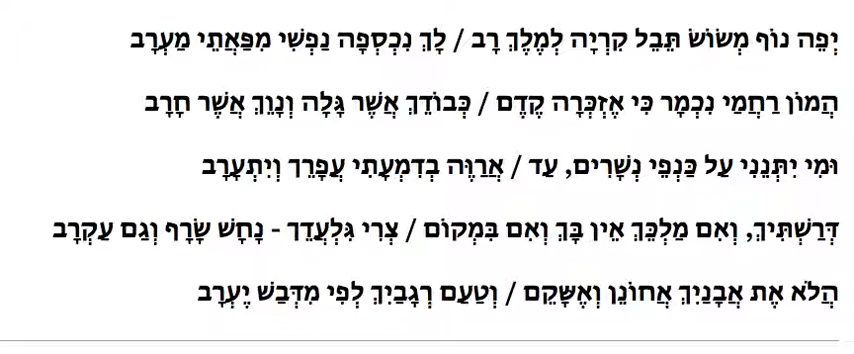 יְפֵה נוֹף מְשׂוֹשׂ תֵּבֵל קִרְיָה לְמֶלֶךְ רָב / לָךְ נִכְסְפָה נַפְשִׁי מִפַּאֲתֵי מַעְרָב
הֲמוֹן רַחֲמַי נִכְמָר כִּי אֶזְכְּרָה קֶדֶם / כְּבוֹדֵךְ אֲשֶׁר גָּלָה וְנָוֵךְ אֲשֶׁר חָרָב
וּמִי יִתְּנֵנִי עַל כַּנְפֵי נְשָׁרִים, עַד / אֲרַוֶּה בְדִמְעָתִי עֲפָרֵךְ וְיִתְעָרָב
דְּרַשְׁתִּיךְ, וְאִם מַלְכֵּךְ אֵין בָּךְ וְאִם בִּמְקוֹם / צְרִי גִּלְעֲדֵךְ - נָחָשׁ שָׂרָף וְגַם עַקְרָב
הֲלֹא אֶת אֲבָנַיִךְ אֲחוֹנֵן וְאֶשָּׁקֵם / וְטַעַם רְגָבַיִךְ לְפִי מִדְּבַשׁ יֶעְרָב